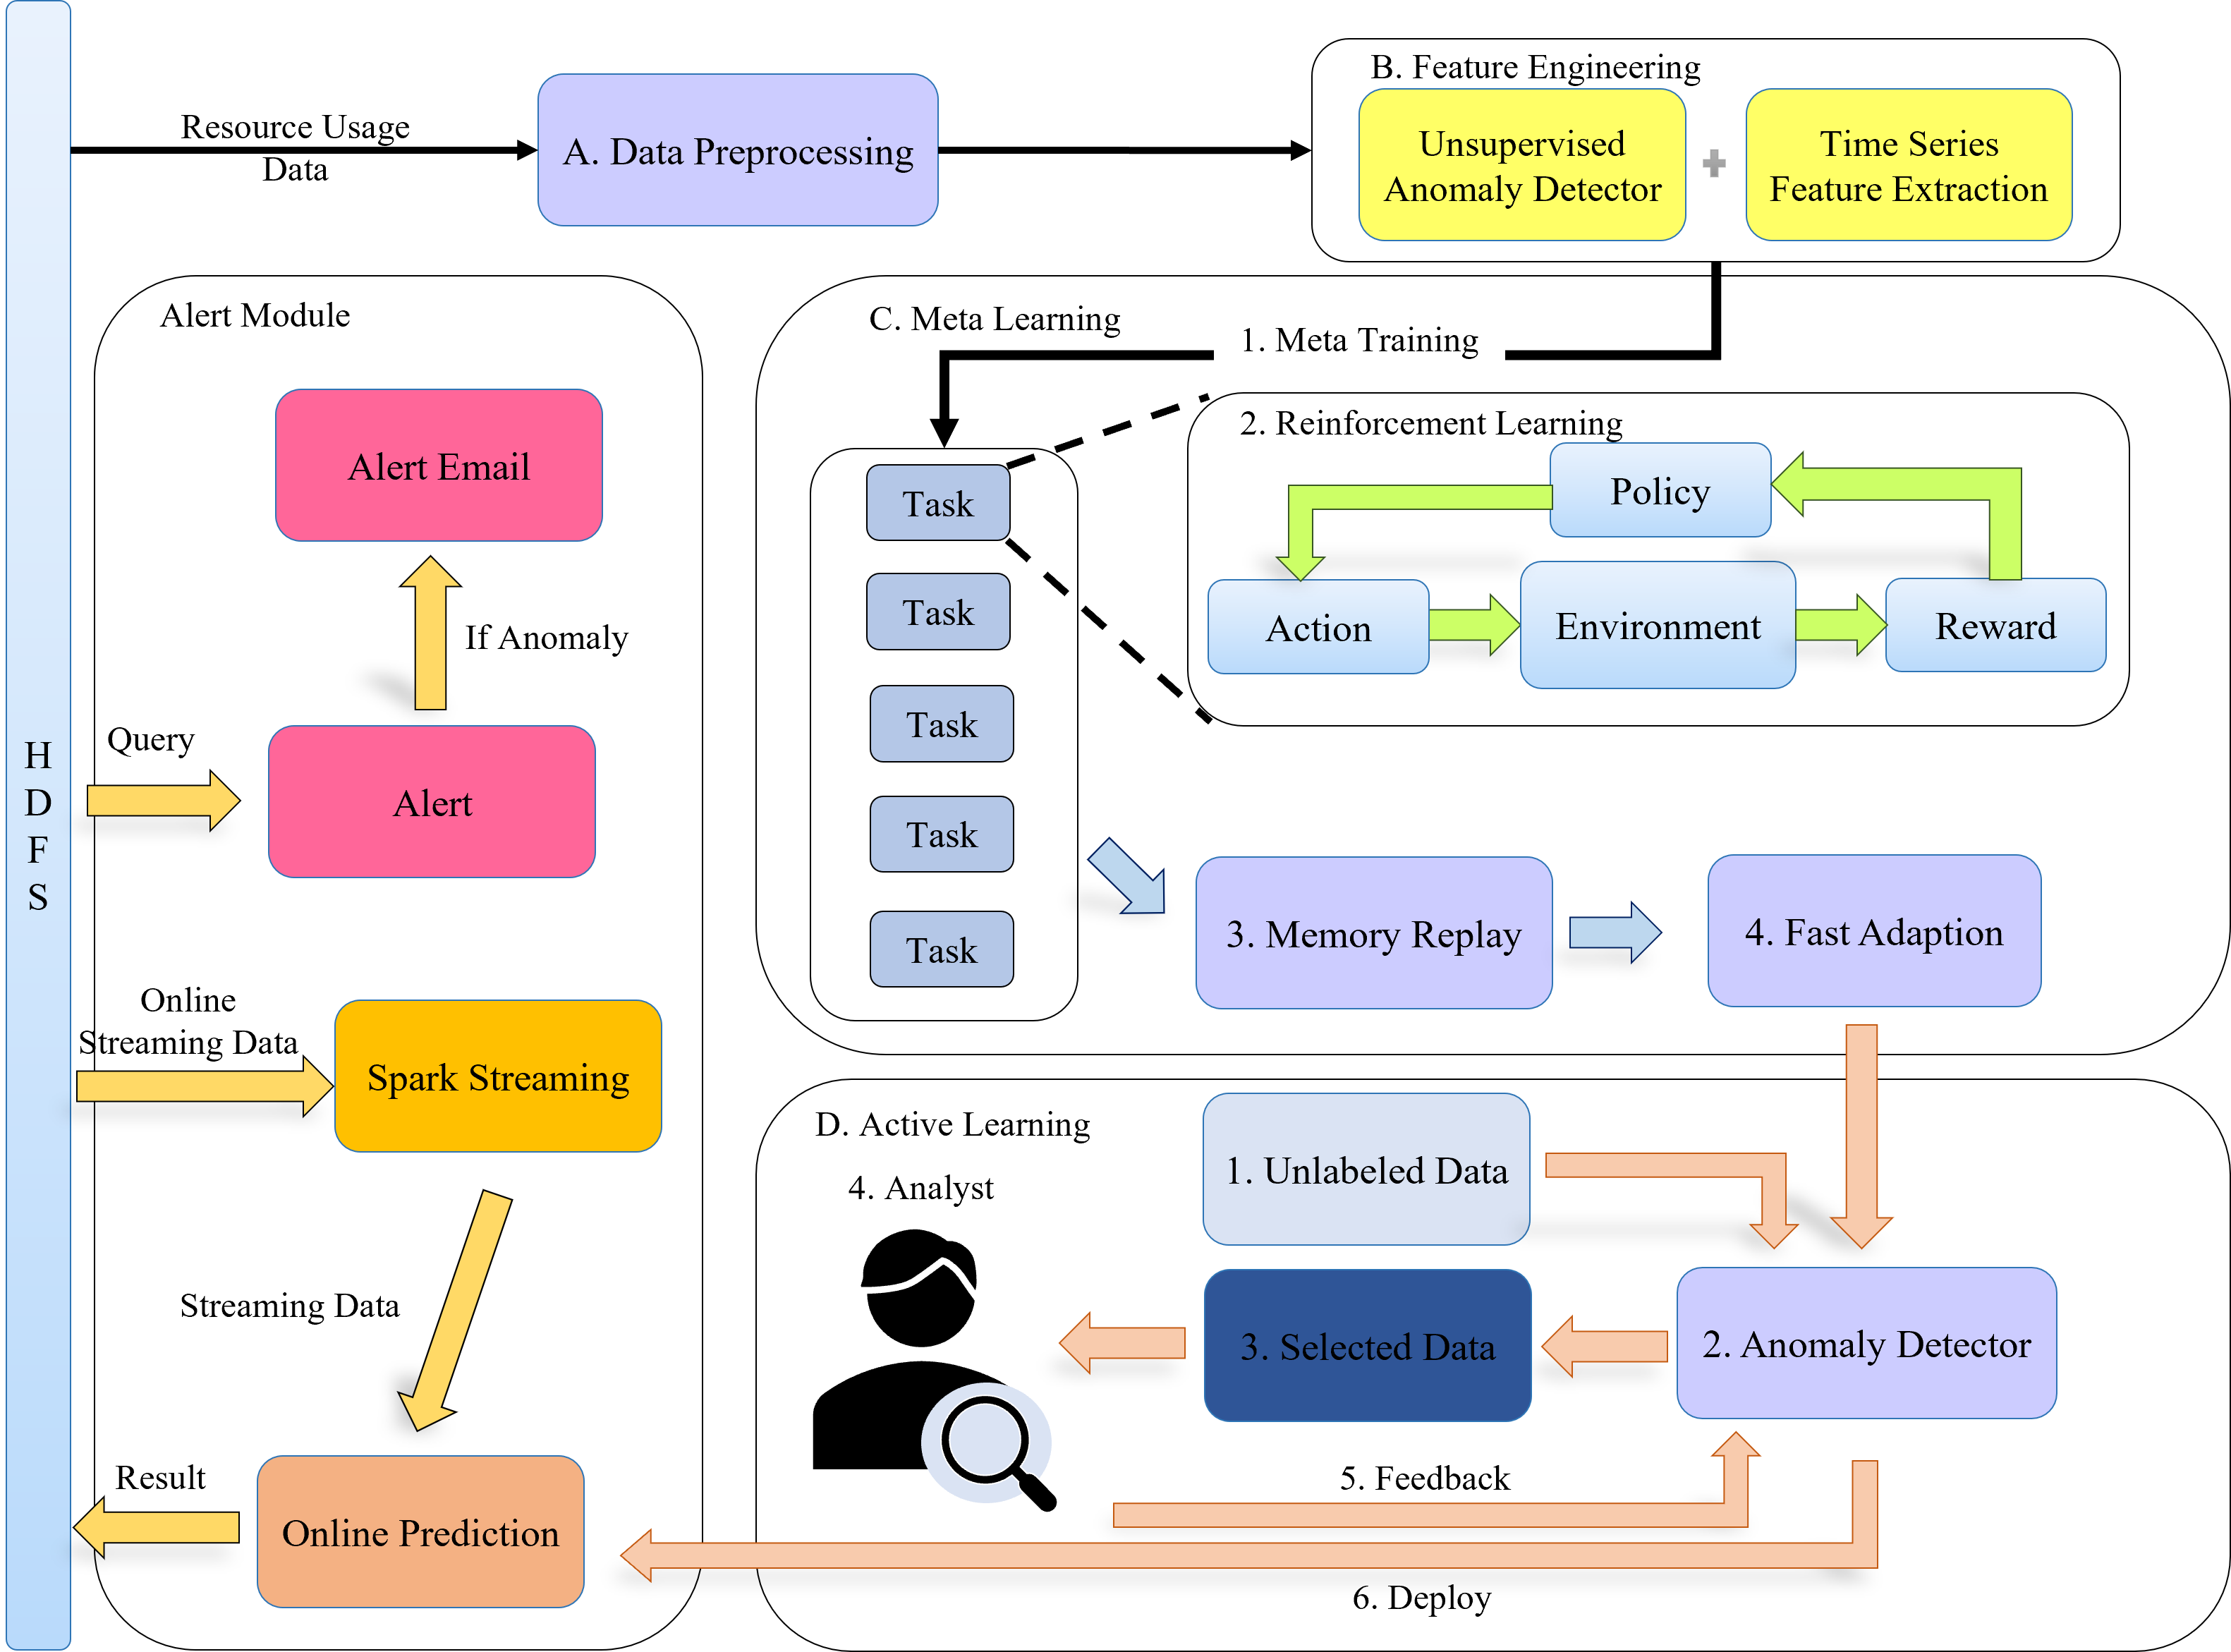 H
D
F
S
Resource Usage
Data
A. Data Preprocessing
B. Feature Engineering
Unsupervised
Anomaly Detector
Time Series
Feature Extraction
Alert Module
Alert Email
If Anomaly
Query
Alert
Online
Streaming Data
Spark Streaming
Streaming Data
Result
Online Prediction
C. Meta Learning
1. Meta Training
Task
Task
Task
Task
Task
2. Reinforcement Learning
Policy
Action
Environment
Reward
3. Memory Replay
4. Fast Adaption
D. Active Learning
4. Analyst
1. Unlabeled Data
3. Selected Data
2. Anomaly Detector
5. Feedback
6. Deploy